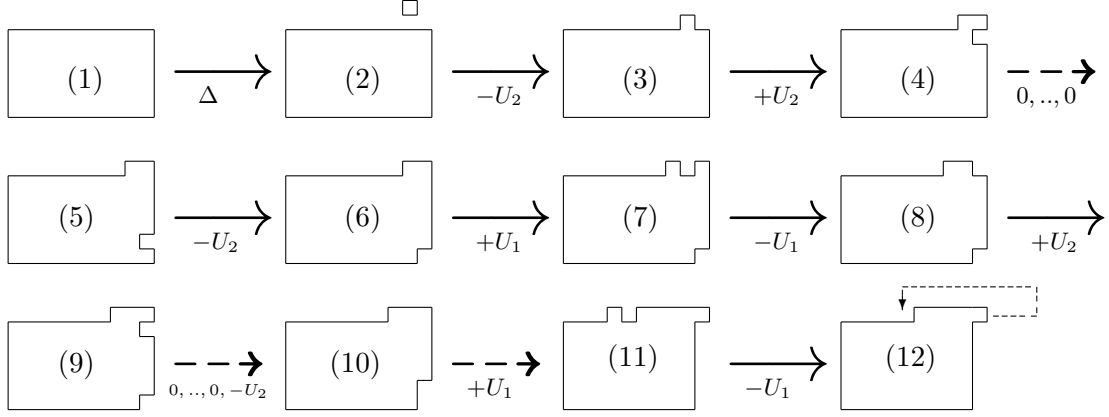 (1) (2) (3) (4)
Δ −U₂ +U₂ 0, .., 0
(5) (6) (7) (8)
−U₂ +U₁ −U₁ +U₂
(9) (10) (11) (12)
0, .., 0, −U₂ +U₁ −U₁